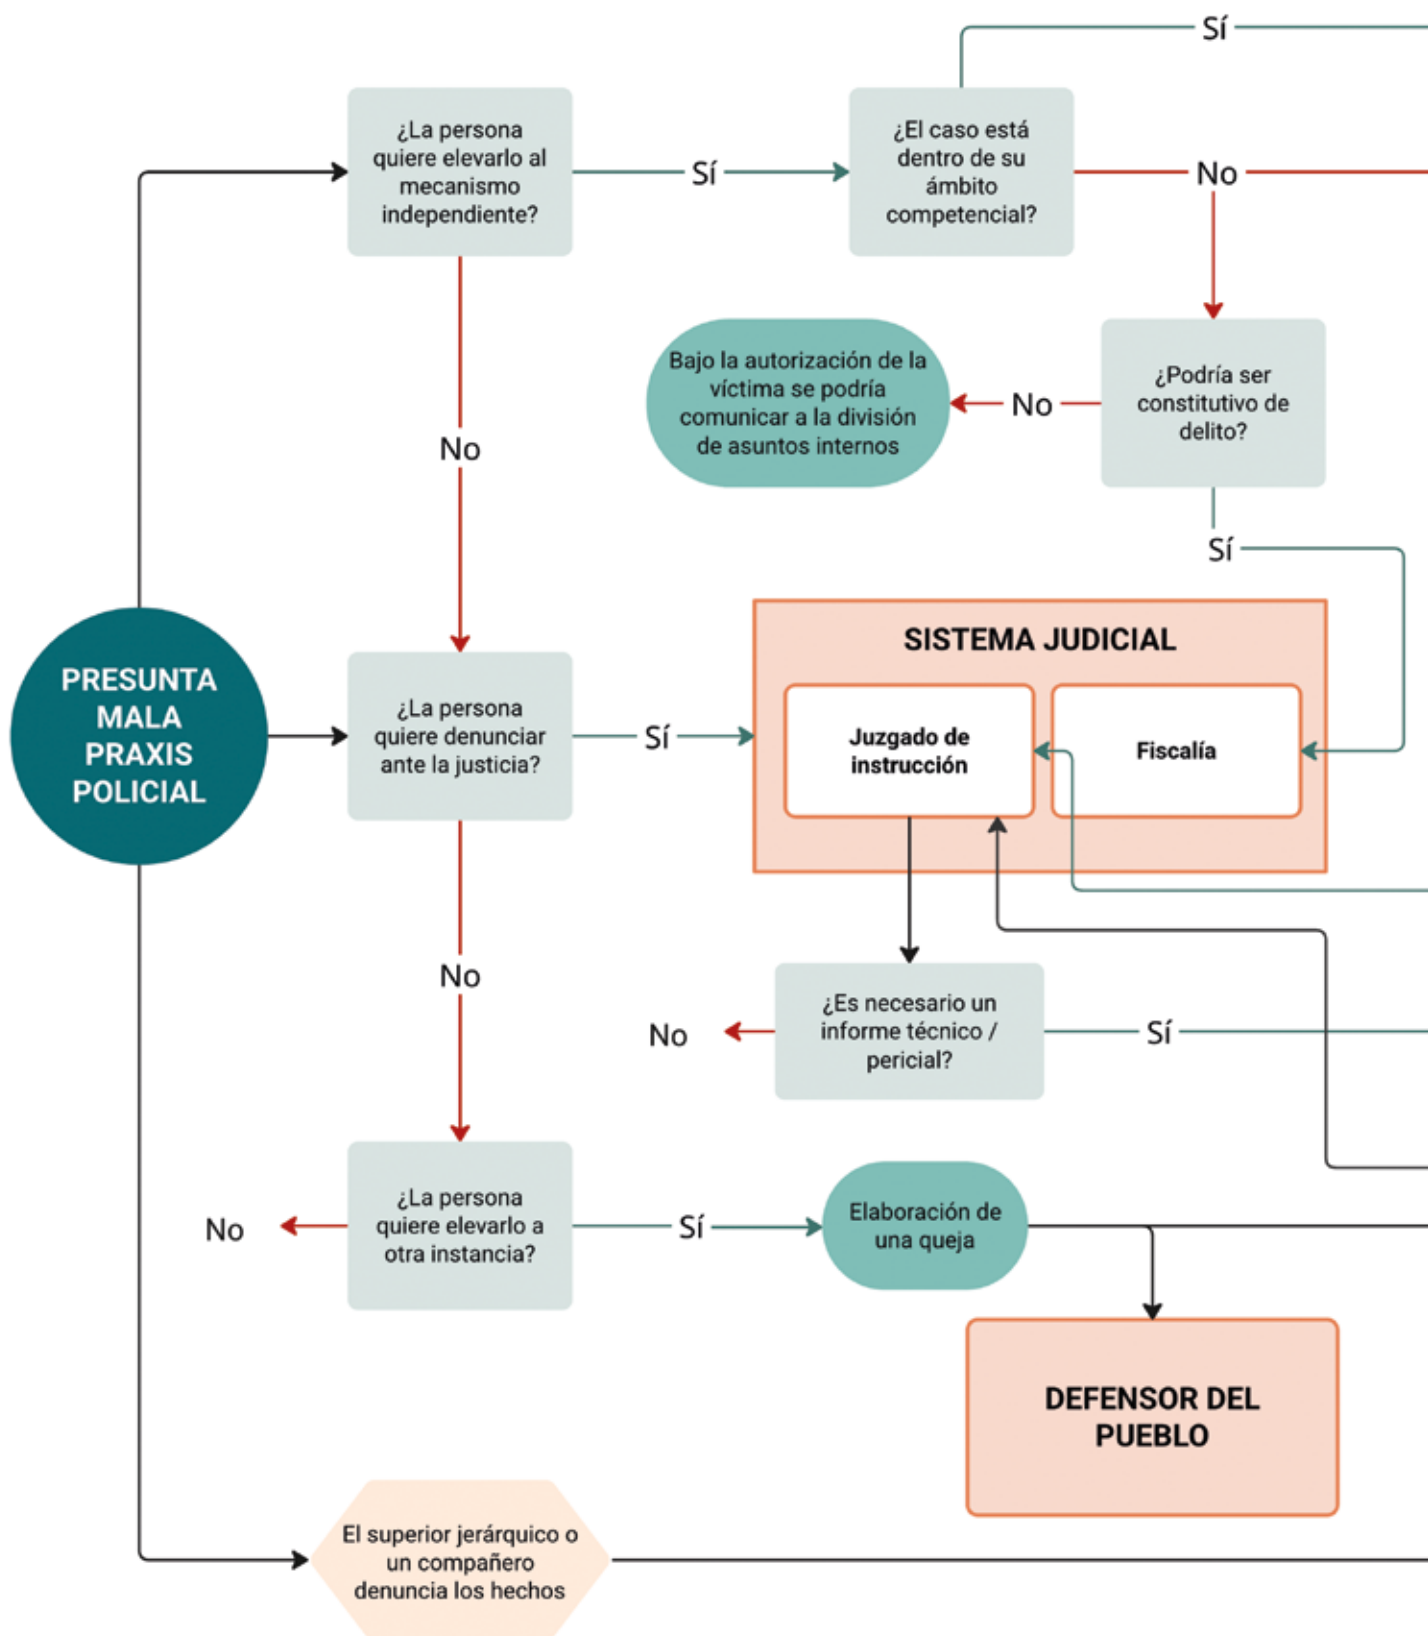 Sí
¿La persona
quiere elevarlo al
mecanismo
independiente?
Sí
¿El caso está
dentro de su
ámbito
competencial?
No
Bajo la autorización de la
víctima se podría
comunicar a la división
de asuntos internos
No
¿Podría ser
constitutivo de
delito?
No
Sí
PRESUNTA
MALA
PRAXIS
POLICIAL
¿La persona
quiere denunciar
ante la justicia?
Sí
SISTEMA JUDICIAL
Juzgado de
instrucción
Fiscalía
No
No
¿Es necesario un
informe técnico /
pericial?
Sí
No
¿La persona
quiere elevarlo a
otra instancia?
Sí
Elaboración de
una queja
DEFENSOR DEL
PUEBLO
El superior jerárquico o
un compañero
denuncia los hechos